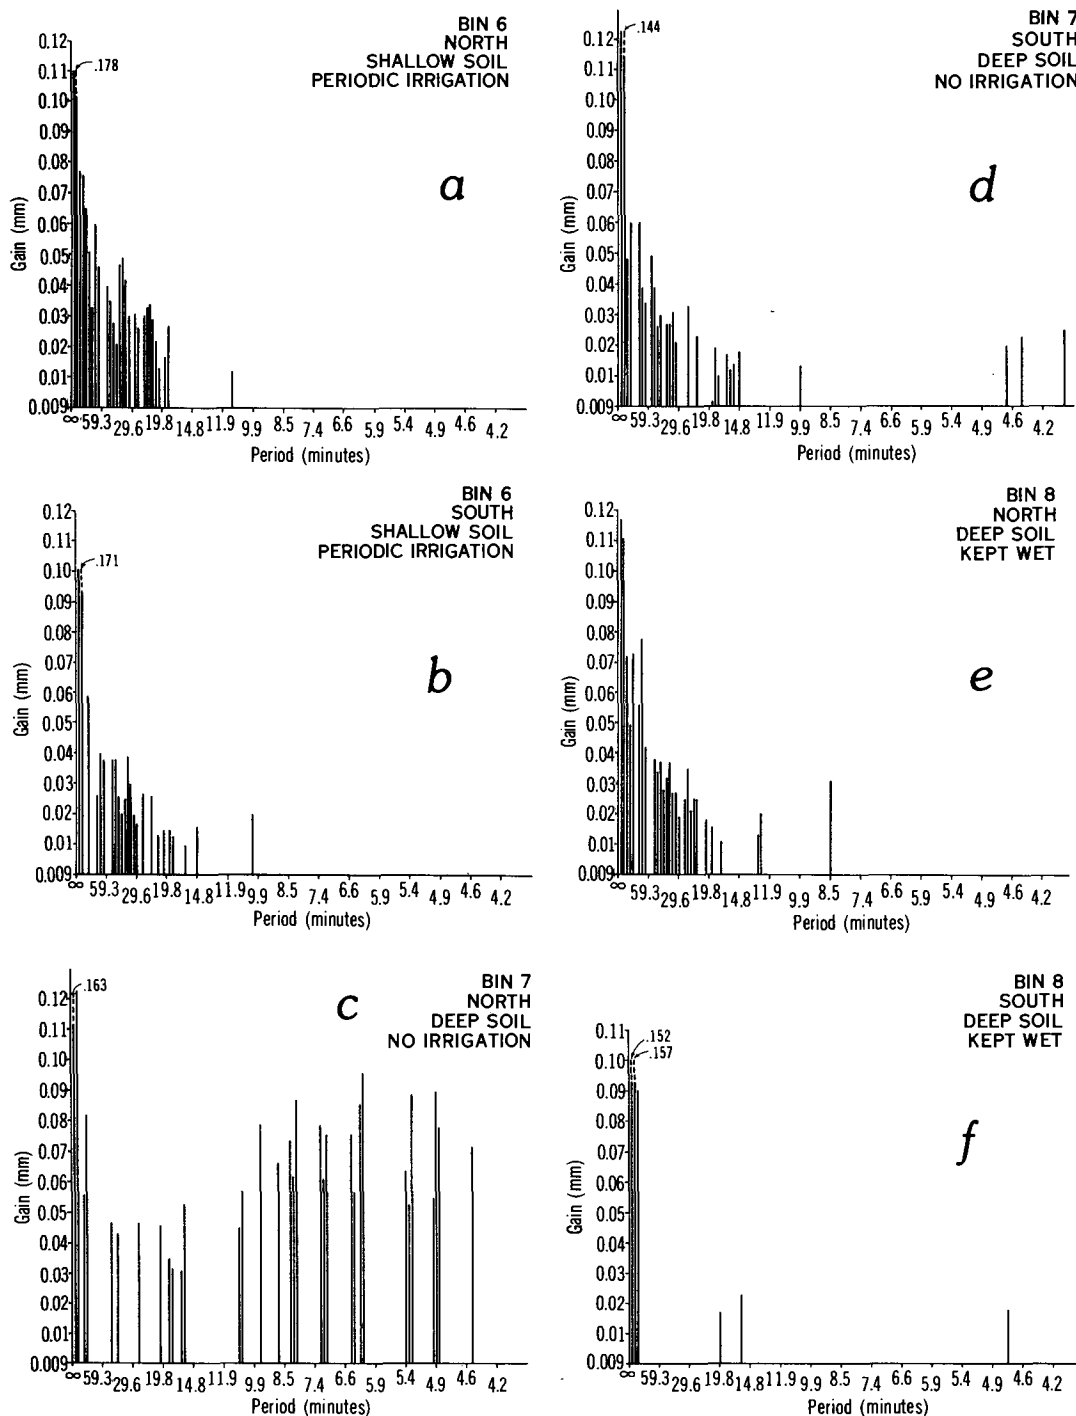 BIN 6
NORTH
SHALLOW SOIL
PERIODIC IRRIGATION
.178
a
0.12
0.11
0.10
0.09
0.08
0.07
0.06
0.05
0.04
0.03
0.02
0.01
0.009
Gain (mm)
∞ 59.3 29.6 19.8 14.8 11.9 9.9 8.5 7.4 6.6 5.9 5.4 4.9 4.6 4.2
Period (minutes)
BIN 6
SOUTH
SHALLOW SOIL
PERIODIC IRRIGATION
.171
b
0.12
0.11
0.10
0.09
0.08
0.07
0.06
0.05
0.04
0.03
0.02
0.01
0.009
Gain (mm)
∞ 59.3 29.6 19.8 14.8 11.9 9.9 8.5 7.4 6.6 5.9 5.4 4.9 4.6 4.2
Period (minutes)
BIN 7
NORTH
DEEP SOIL
NO IRRIGATION
.163
c
0.12
0.11
0.10
0.09
0.08
0.07
0.06
0.05
0.04
0.03
0.02
0.01
0.009
Gain (mm)
∞ 59.3 29.6 19.8 14.8 11.9 9.9 8.5 7.4 6.6 5.9 5.4 4.9 4.6 4.2
Period (minutes)
BIN 7
SOUTH
DEEP SOIL
NO IRRIGATION
.144
d
0.12
0.11
0.10
0.09
0.08
0.07
0.06
0.05
0.04
0.03
0.02
0.01
0.009
Gain (mm)
∞ 59.3 29.6 19.8 14.8 11.9 9.9 8.5 7.4 6.6 5.9 5.4 4.9 4.6 4.2
Period (minutes)
BIN 8
NORTH
DEEP SOIL
KEPT WET
e
0.12
0.11
0.10
0.09
0.08
0.07
0.06
0.05
0.04
0.03
0.02
0.01
0.009
Gain (mm)
∞ 59.3 29.6 19.8 14.8 11.9 9.9 8.5 7.4 6.6 5.9 5.4 4.9 4.6 4.2
Period (minutes)
BIN 8
SOUTH
DEEP SOIL
KEPT WET
.152
.157
f
0.11
0.10
0.09
0.08
0.07
0.06
0.05
0.04
0.03
0.02
0.01
0.009
Gain (mm)
∞ 59.3 29.6 19.8 14.8 11.9 9.9 8.5 7.4 6.6 5.9 5.4 4.9 4.6 4.2
Period (minutes)